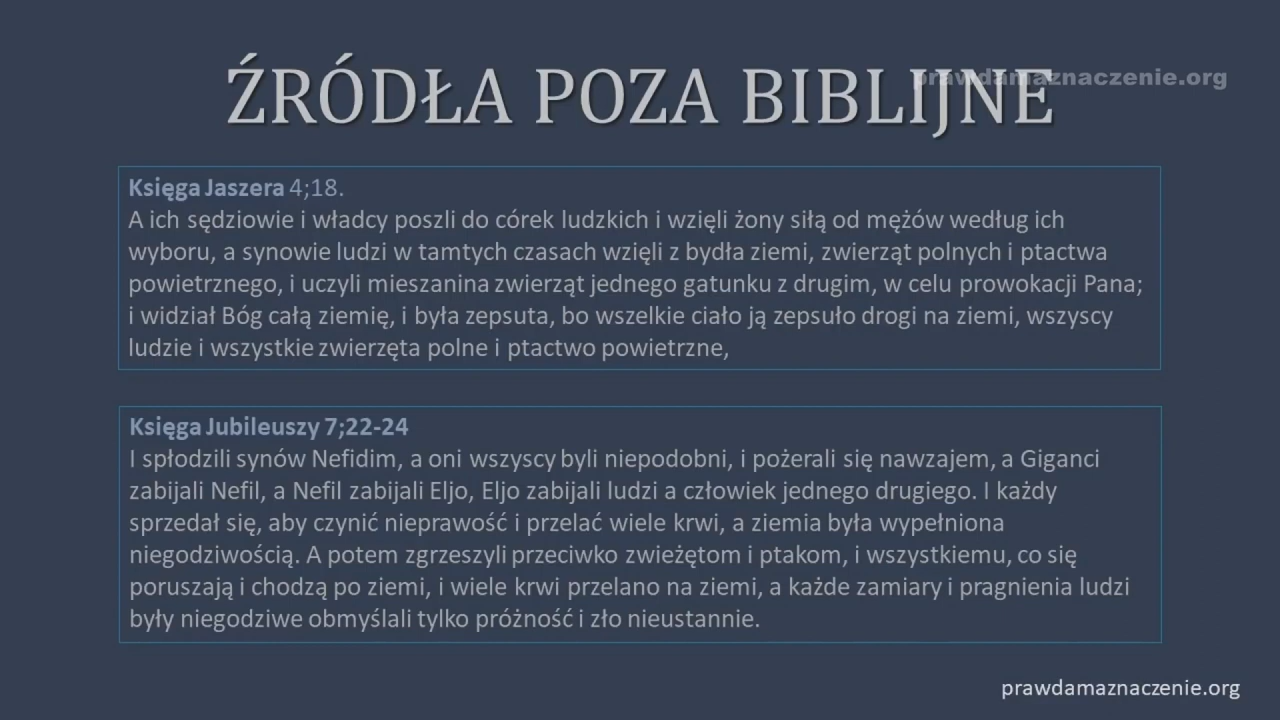 prawdamaznaczenie.org
ŹRÓDŁA POZA BIBLIJNE
Księga Jaszera 4;18.
A ich sędziowie i władcy poszli do córek ludzkich i wzięli żony siłą od mężów według ich
wyboru, a synowie ludzi w tamtych czasach wzięli z bydła ziemi, zwierząt polnych i ptactwa
powietrznego, i uczyli mieszanina zwierząt jednego gatunku z drugim, w celu prowokacji Pana;
i widział Bóg całą ziemię, i była zepsuta, bo wszelkie ciało ją zepsuło drogi na ziemi, wszyscy
ludzie i wszystkie zwierzęta polne i ptactwo powietrzne,
Księga Jubileuszy 7;22-24
I spłodzili synów Nefidim, a oni wszyscy byli niepodobni, i pożerali się nawzajem, a Giganci
zabijali Nefil, a Nefil zabijali Eljo, Eljo zabijali ludzi a człowiek jednego drugiego. I każdy
sprzedał się, aby czynić nieprawość i przelać wiele krwi, a ziemia była wypełniona
niegodziwością. A potem zgrzeszyli przeciwko zwieżętom i ptakom, i wszystkiemu, co się
poruszają i chodzą po ziemi, i wiele krwi przelano na ziemi, a każde zamiary i pragnienia ludzi
były niegodziwe obmyślali tylko próżność i zło nieustannie.
prawdamaznaczenie.org